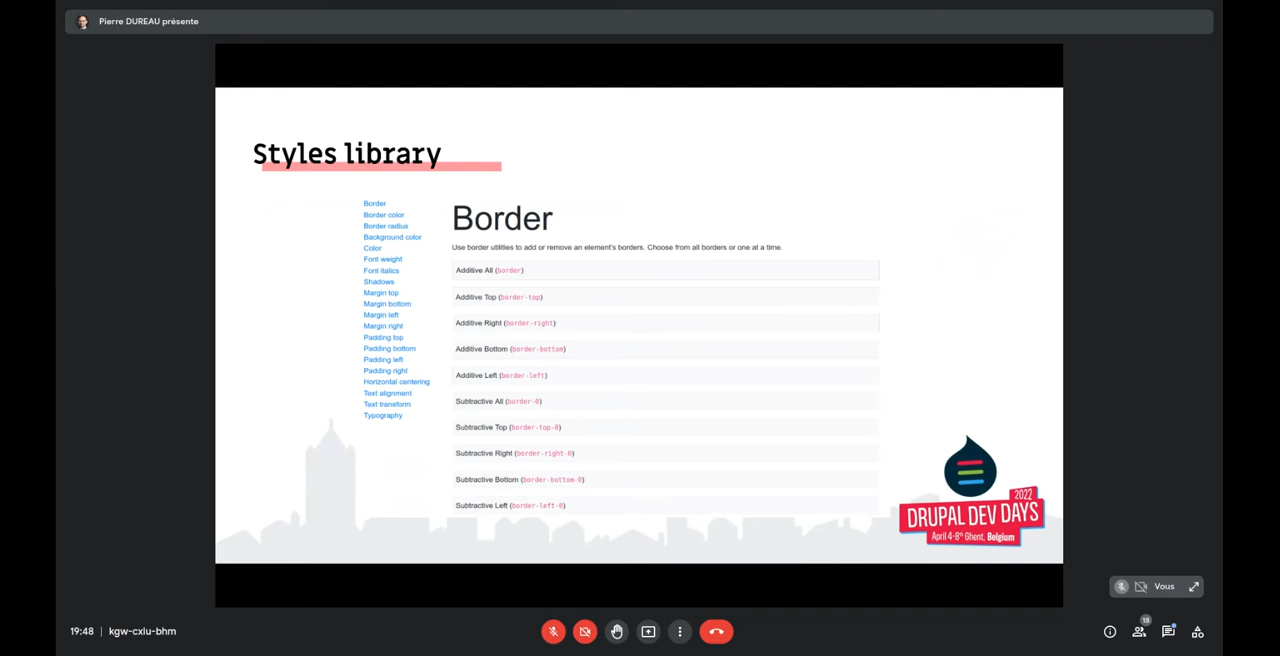 Pierre DUREAU présente
Styles library
Border
Border color
Border radius
Background color
Color
Font weight
Font italics
Shadows
Margin top
Margin bottom
Margin left
Margin right
Padding top
Padding bottom
Padding left
Padding right
Horizontal centering
Text alignment
Text transform
Typography
Border
Use border utilities to add or remove an element's borders. Choose from all borders or one at a time.
Additive All (border)
Additive Top (border-top)
Additive Right (border-right)
Additive Bottom (border-bottom)
Additive Left (border-left)
Subtractive All (border-0)
Subtractive Top (border-top-0)
Subtractive Right (border-right-0)
Subtractive Bottom (border-bottom-0)
Subtractive Left (border-left-0)
2022
DRUPAL DEV DAYS
April 4-8th Ghent, Belgium
Vous
19:48 | kgw-cxlu-bhm
16